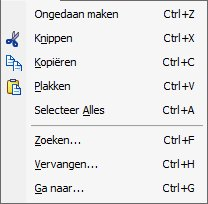 Ongedaan maken Ctrl+Z
Knippen Ctrl+X
Kopiëren Ctrl+C
Plakken Ctrl+V
Selecteer Alles Ctrl+A
Zoeken... Ctrl+F
Vervangen... Ctrl+H
Ga naar... Ctrl+G